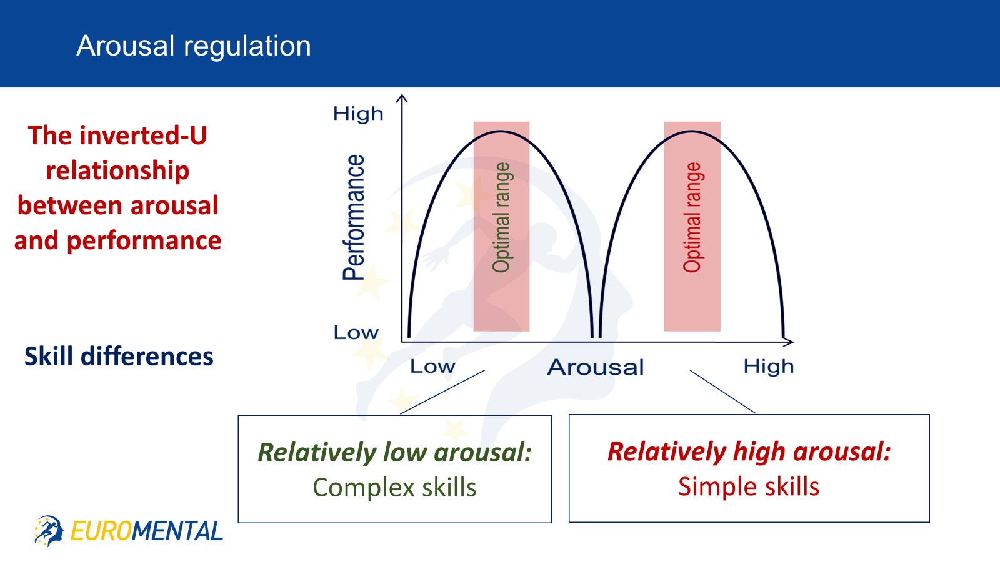 Arousal regulation
The inverted-U
relationship
between arousal
and performance
Skill differences
High
Performance
Low
Optimal range
Optimal range
Low
Arousal
High
Relatively low arousal:
Complex skills
Relatively high arousal:
Simple skills
EUROMENTAL